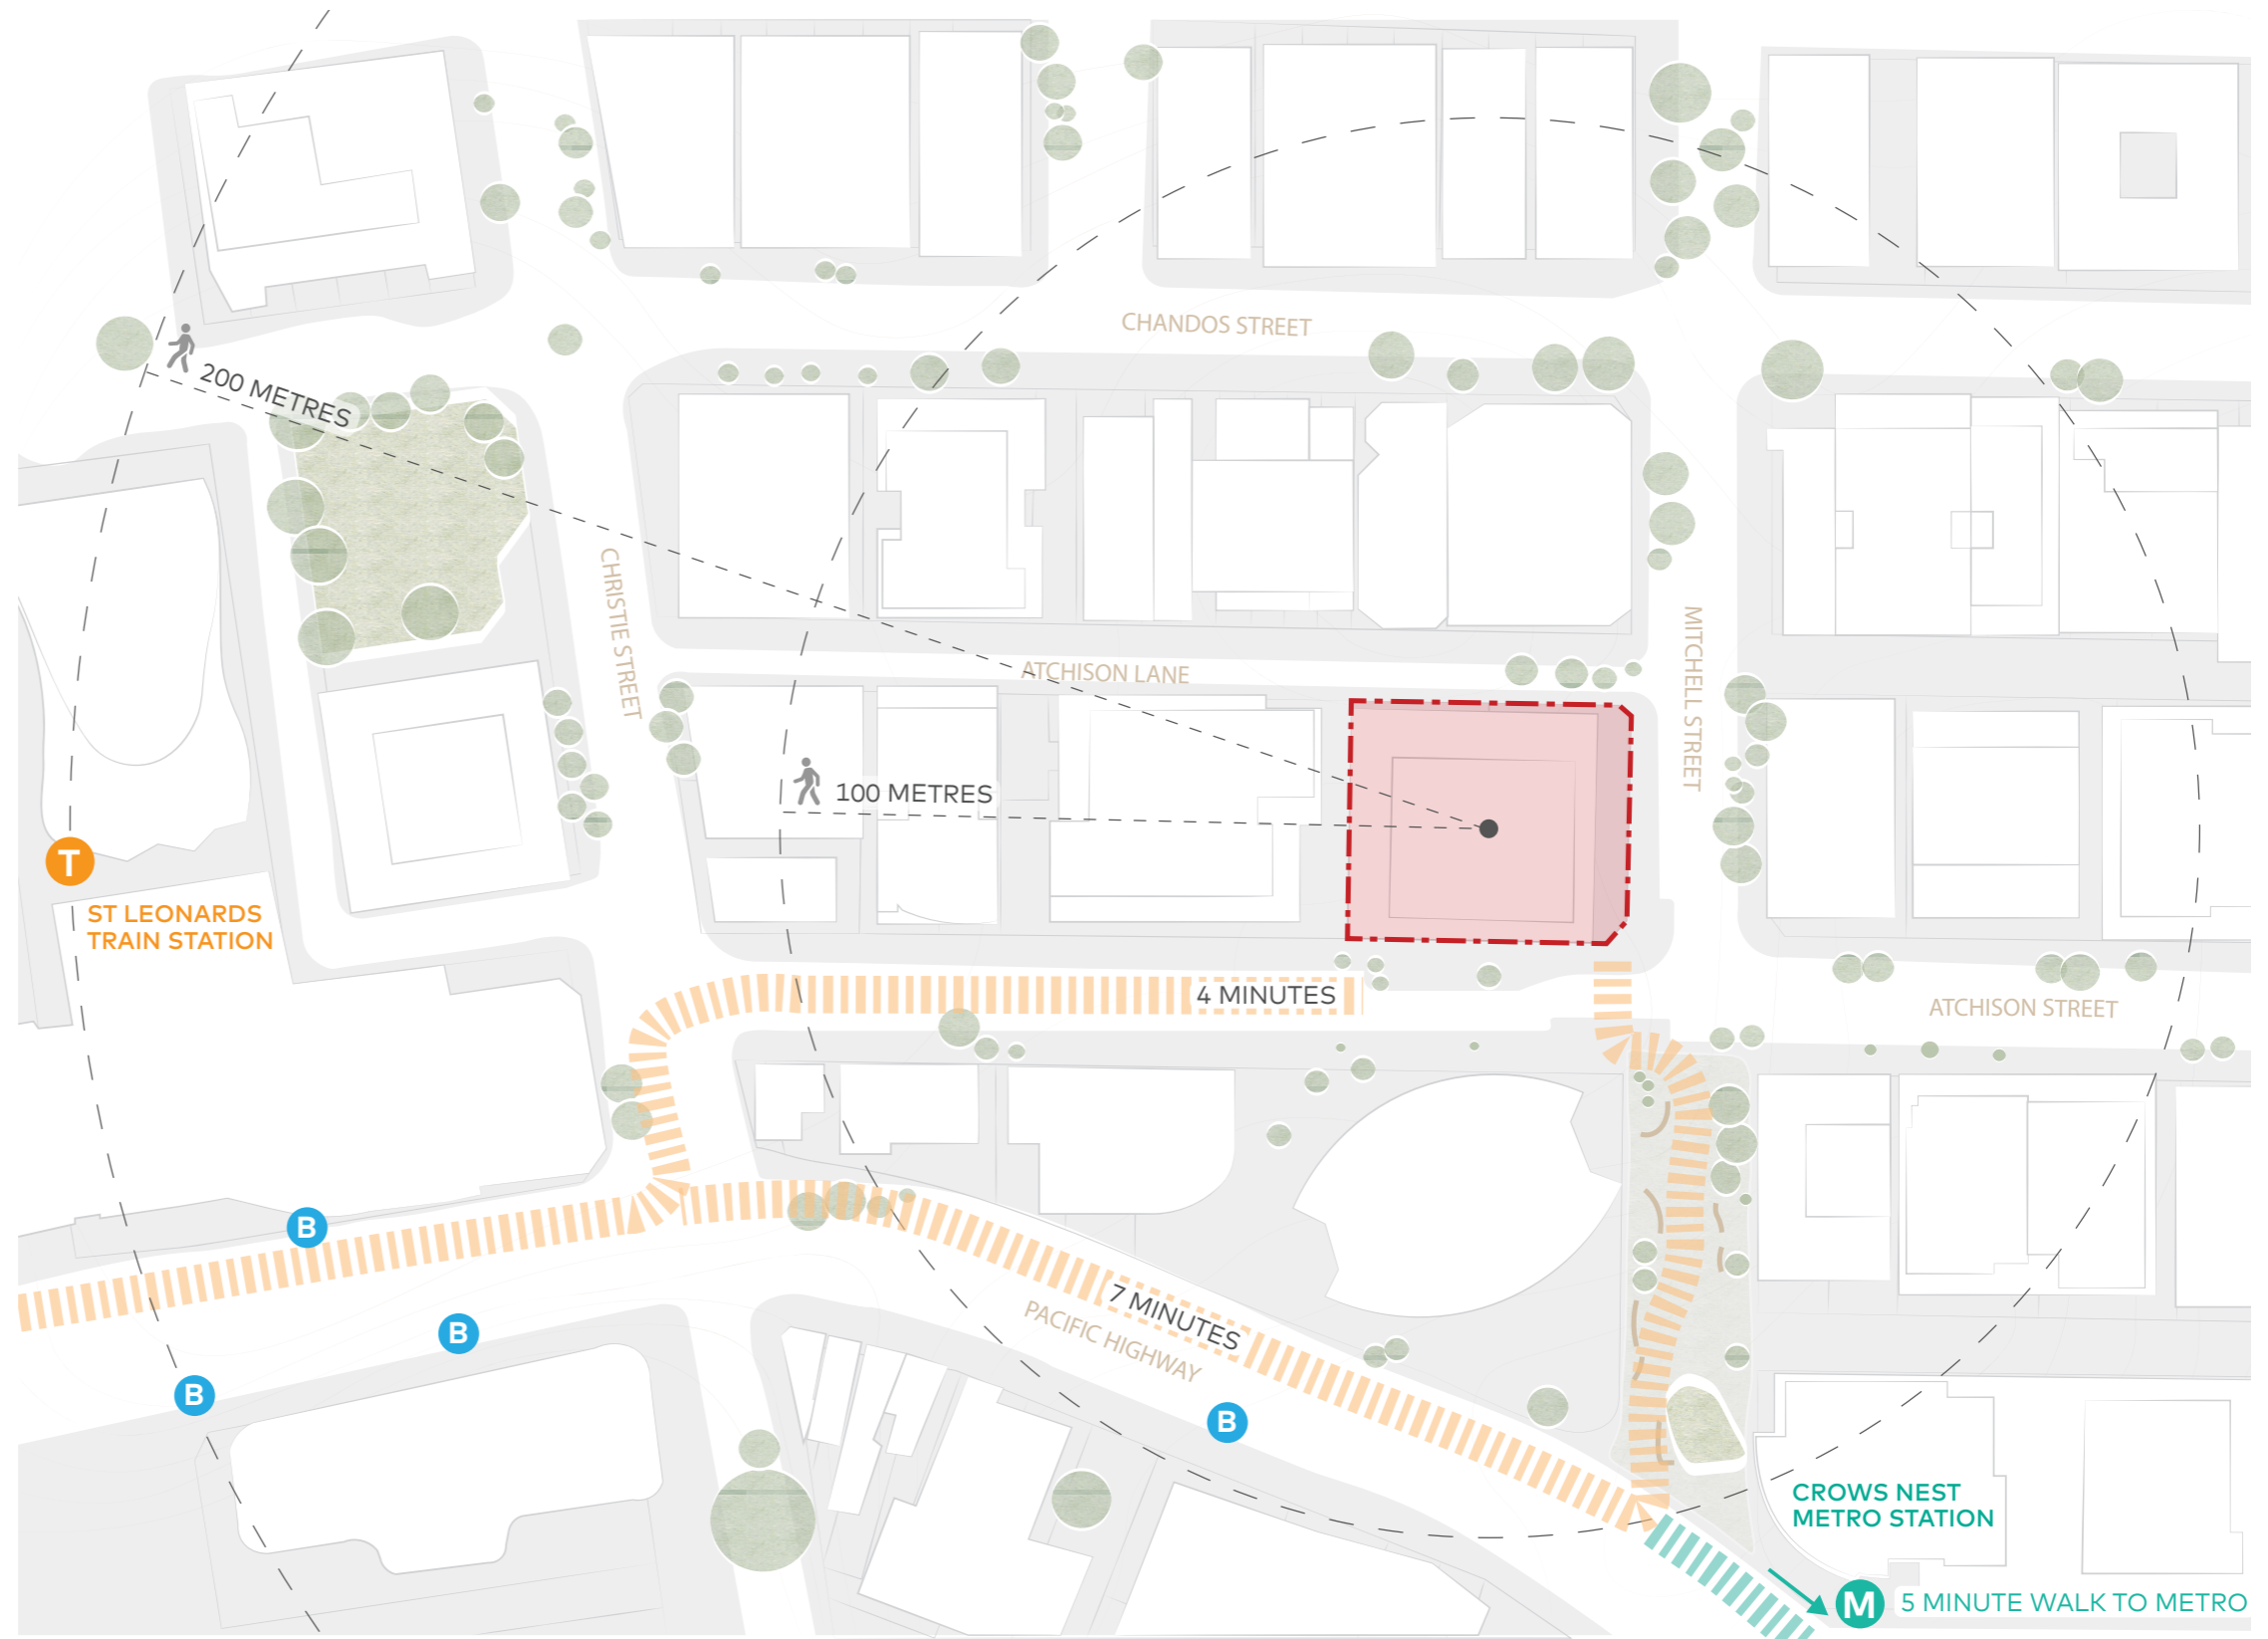 CHANDOS STREET
200 METRES
CHRISTIE STREET
ATCHISON LANE
MITCHELL STREET
100 METRES
T
ST LEONARDS
TRAIN STATION
4 MINUTES
ATCHISON STREET
B
B
B
7 MINUTES
PACIFIC HIGHWAY
B
CROWS NEST
METRO STATION
M
5 MINUTE WALK TO METRO